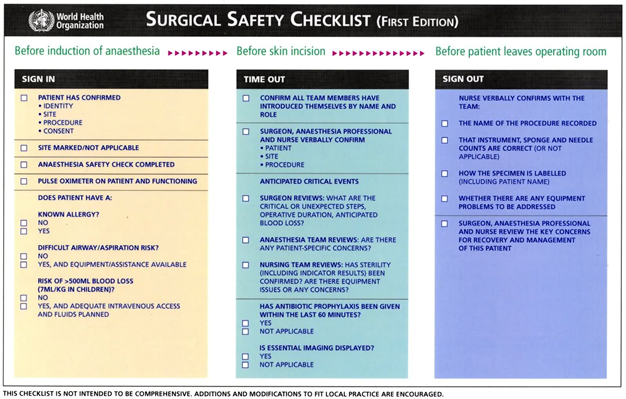 World Health
Organization
SURGICAL SAFETY CHECKLIST (FIRST EDITION)
Before induction of anaesthesia
Before skin incision
Before patient leaves operating room
SIGN IN
PATIENT HAS CONFIRMED
• IDENTITY
• SITE
• PROCEDURE
• CONSENT
SITE MARKED/NOT APPLICABLE
ANAESTHESIA SAFETY CHECK COMPLETED
PULSE OXIMETER ON PATIENT AND FUNCTIONING
DOES PATIENT HAVE A:
KNOWN ALLERGY?
NO
YES
DIFFICULT AIRWAY/ASPIRATION RISK?
NO
YES, AND EQUIPMENT/ASSISTANCE AVAILABLE
RISK OF >500ML BLOOD LOSS
(7ML/KG IN CHILDREN)?
NO
YES, AND ADEQUATE INTRAVENOUS ACCESS
AND FLUIDS PLANNED
TIME OUT
CONFIRM ALL TEAM MEMBERS HAVE
INTRODUCED THEMSELVES BY NAME AND
ROLE
SURGEON, ANAESTHESIA PROFESSIONAL
AND NURSE VERBALLY CONFIRM
• PATIENT
• SITE
• PROCEDURE
ANTICIPATED CRITICAL EVENTS
SURGEON REVIEWS: WHAT ARE THE
CRITICAL OR UNEXPECTED STEPS,
OPERATIVE DURATION, ANTICIPATED
BLOOD LOSS?
ANAESTHESIA TEAM REVIEWS: ARE THERE
ANY PATIENT-SPECIFIC CONCERNS?
NURSING TEAM REVIEWS: HAS STERILITY
(INCLUDING INDICATOR RESULTS) BEEN
CONFIRMED? ARE THERE EQUIPMENT
ISSUES OR ANY CONCERNS?
HAS ANTIBIOTIC PROPHYLAXIS BEEN GIVEN
WITHIN THE LAST 60 MINUTES?
YES
NOT APPLICABLE
IS ESSENTIAL IMAGING DISPLAYED?
YES
NOT APPLICABLE
SIGN OUT
NURSE VERBALLY CONFIRMS WITH THE
TEAM:
THE NAME OF THE PROCEDURE RECORDED
THAT INSTRUMENT, SPONGE AND NEEDLE
COUNTS ARE CORRECT (OR NOT
APPLICABLE)
HOW THE SPECIMEN IS LABELLED
(INCLUDING PATIENT NAME)
WHETHER THERE ARE ANY EQUIPMENT
PROBLEMS TO BE ADDRESSED
SURGEON, ANAESTHESIA PROFESSIONAL
AND NURSE REVIEW THE KEY CONCERNS
FOR RECOVERY AND MANAGEMENT
OF THIS PATIENT
THIS CHECKLIST IS NOT INTENDED TO BE COMPREHENSIVE. ADDITIONS AND MODIFICATIONS TO FIT LOCAL PRACTICE ARE ENCOURAGED.